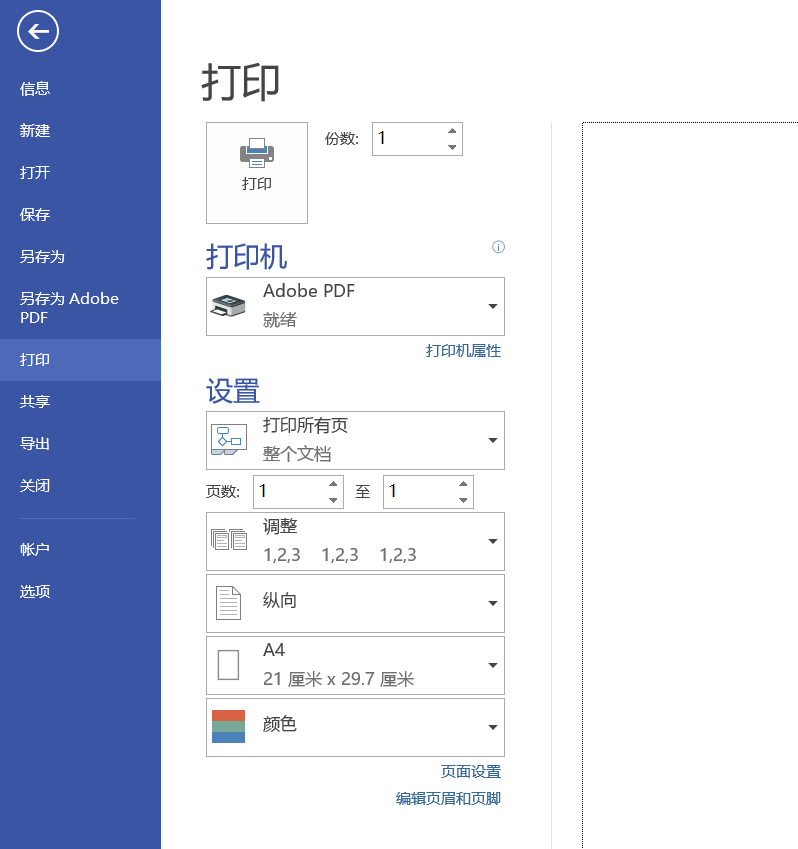 信息
新建
打开
保存
另存为
另存为 Adobe
PDF
打印
共享
导出
关闭
帐户
选项
打印
打印
份数: 1
打印机
Adobe PDF
就绪
打印机属性
设置
打印所有页
整个文档
页数: 1 至 1
调整
1,2,3 1,2,3 1,2,3
纵向
A4
21 厘米 x 29.7 厘米
颜色
页面设置
编辑页眉和页脚